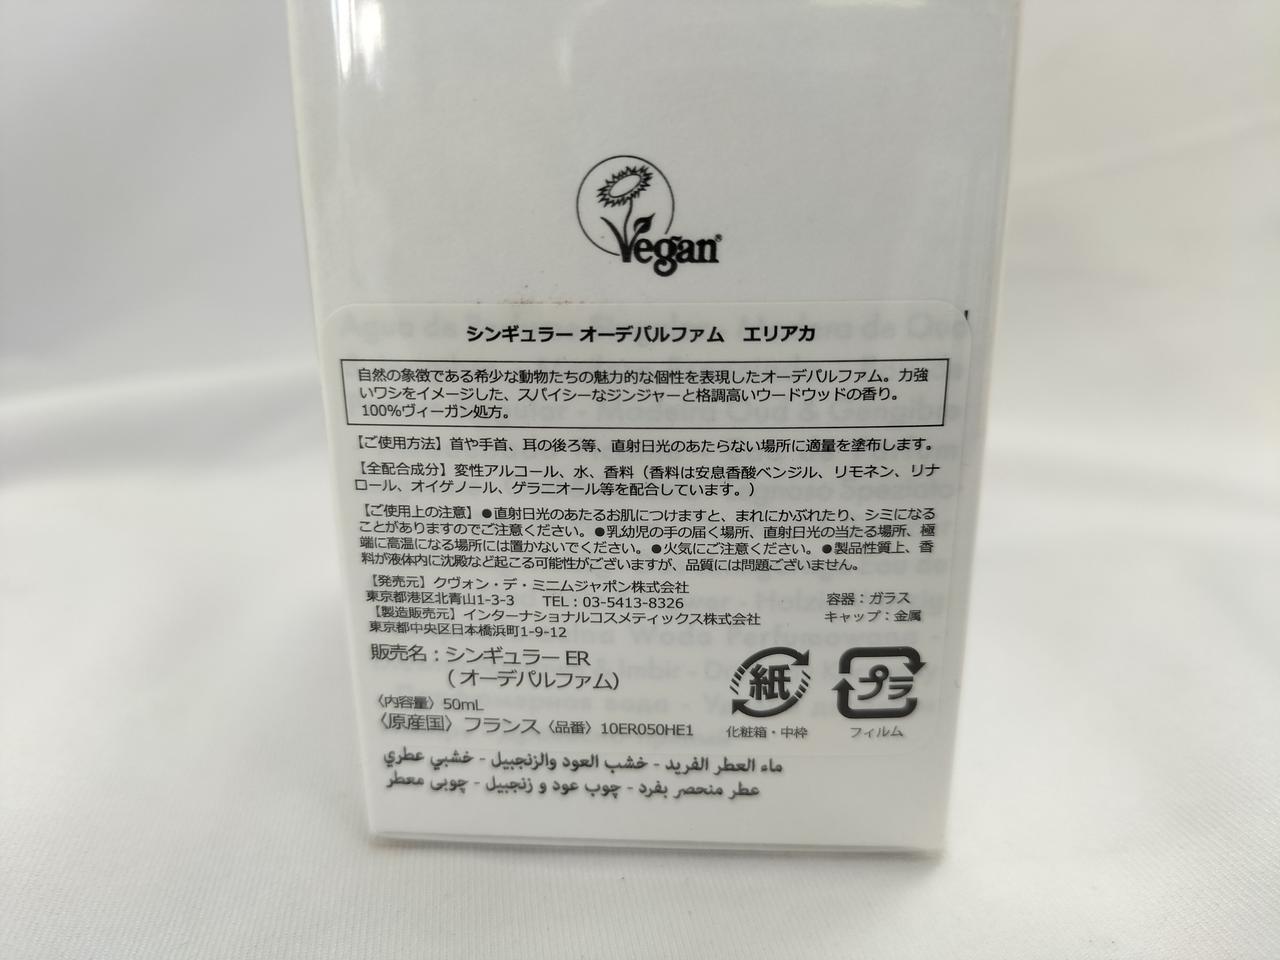 Vegan®
シンギュラー オーデパルファム　エリアカ
自然の象徴である希少な動物たちの魅力的な個性を表現したオーデパルファム。力強
いワシをイメージした、スパイシーなジンジャーと格調高いウードウッドの香り。
100%ヴィーガン処方。
【ご使用方法】首や手首、耳の後ろ等、直射日光のあたらない場所に適量を塗布します。
【全配合成分】変性アルコール、水、香料（香料は安息香酸ベンジル、リモネン、リナ
ロール、オイゲノール、ゲラニオール等を配合しています。）
【ご使用上の注意】●直射日光のあたるお肌につけますと、まれにかぶれたり、シミになる
ことがありますのでご注意ください。●乳幼児の手の届く場所、直射日光の当たる場所、極
端に高温になる場所には置かないでください。●火気にご注意ください。●製品性質上、香
料が液体内に沈殿など起こる可能性がございますが、品質には問題ございません。
【発売元】クヴォン・デ・ミニムジャポン株式会社
東京都港区北青山1-3-3　TEL：03-5413-8326
【製造販売元】インターナショナルコスメティックス株式会社
東京都中央区日本橋浜町1-9-12
容器：ガラス
キャップ：金属
販売名：シンギュラー ER
（オーデパルファム）
〈内容量〉50mL
〈原産国〉フランス〈品番〉10ER050HE1
紙
化粧箱・中枠
プラ
フィルム
ماء العطر الفريد - خشب العود والزنجبيل - خشبي عطري
عطر منحصر بفرد - چوب عود و زنجبیل - چوبی معطر